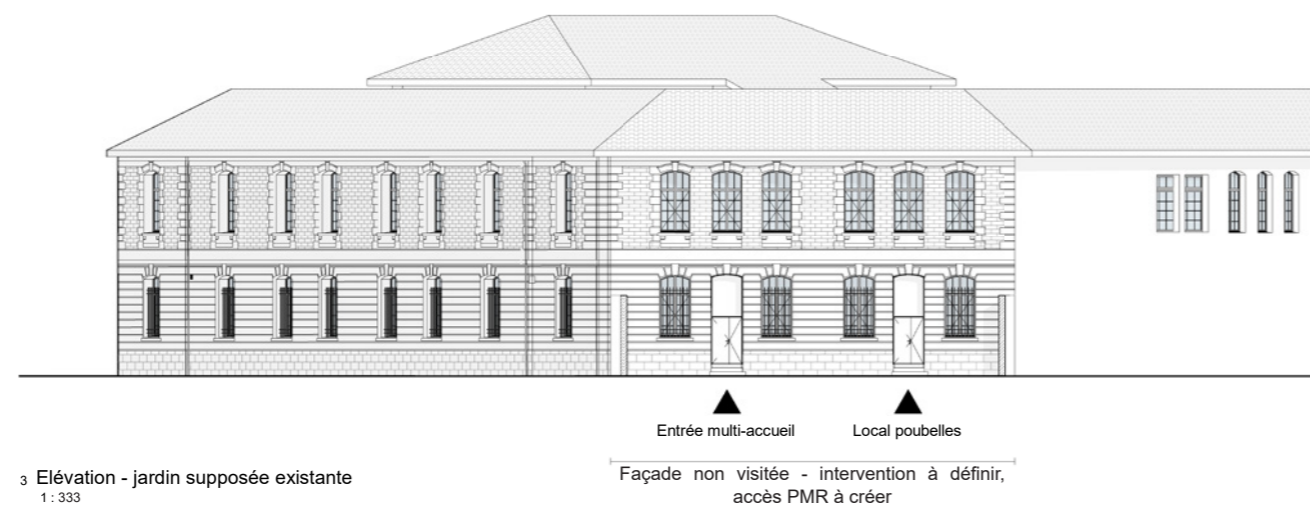 Entrée multi-accueil
Local poubelles
Façade non visitée - intervention à définir,
accès PMR à créer
3 Elévation - jardin supposée existante
1 : 333